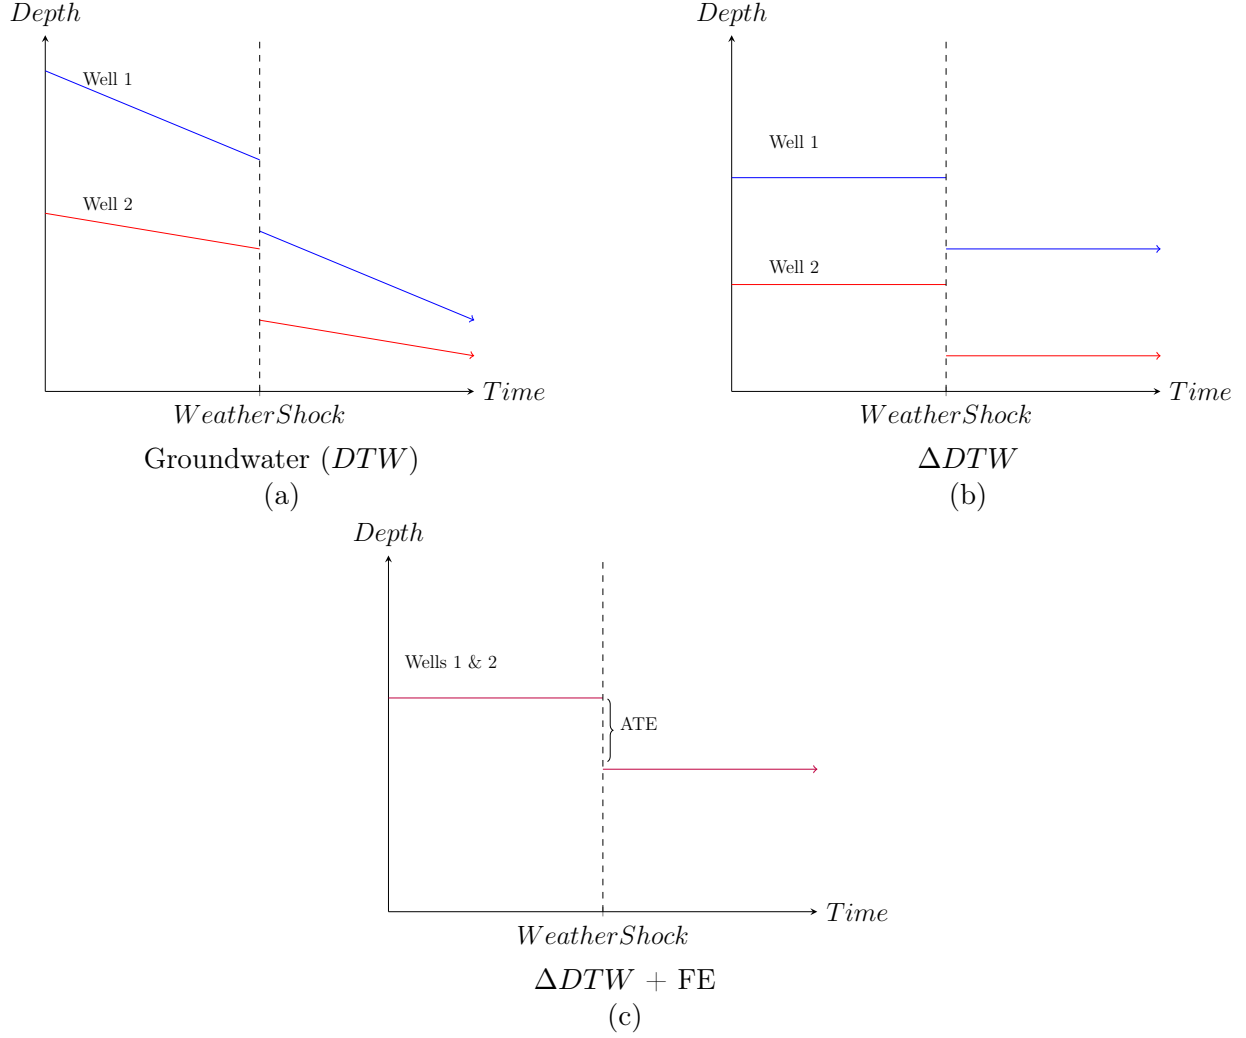 Depth
Well 1
Well 2
Time
WeatherShock
Groundwater (DTW)
(a)
Depth
Well 1
Well 2
Time
WeatherShock
ΔDTW
(b)
Depth
Wells 1 & 2
ATE
Time
WeatherShock
ΔDTW + FE
(c)